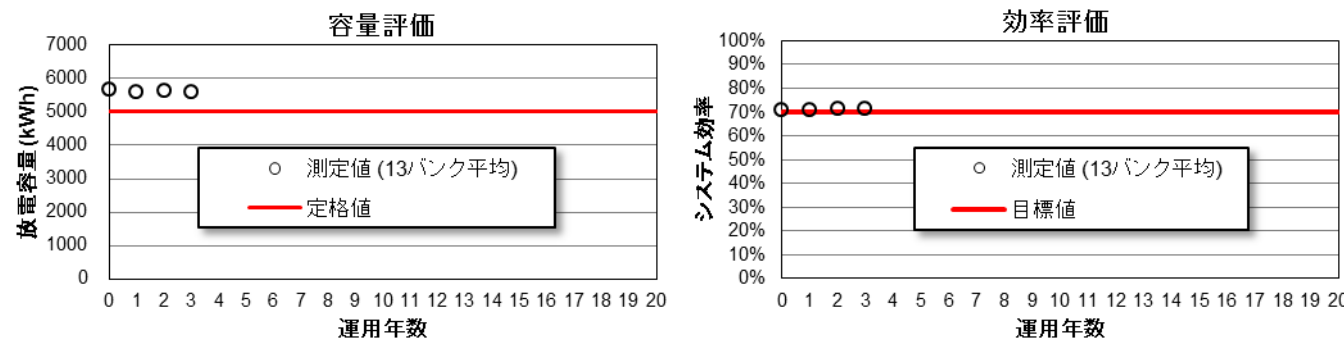 容量評価
7000
6000
5000
4000
3000
2000
1000
0
放電容量(kWh)
測定値 (13バンク平均)
定格値
0 1 2 3 4 5 6 7 8 9 10 11 12 13 14 15 16 17 18 19 20
運用年数
効率評価
100%
90%
80%
70%
60%
50%
40%
30%
20%
10%
0%
システム効率
測定値 (13バンク平均)
目標値
0 1 2 3 4 5 6 7 8 9 10 11 12 13 14 15 16 17 18 19 20
運用年数